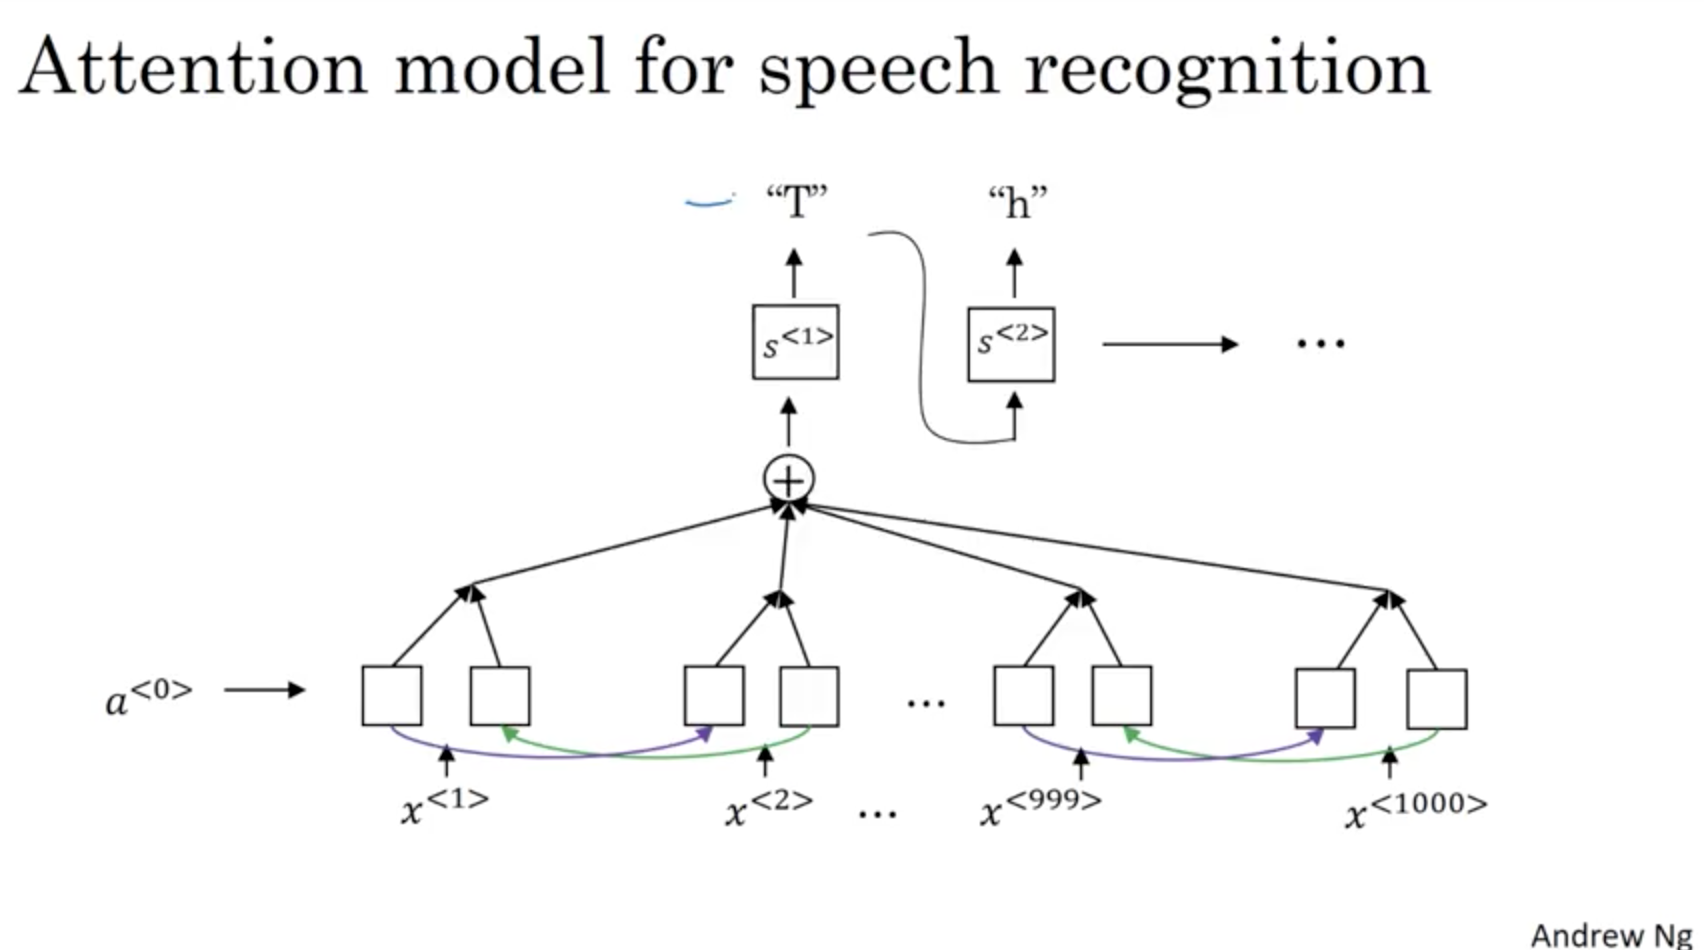 Attention model for speech recognition
“T” “h”
s<1> s<2> ...
+
a<0> ...
x<1> x<2> ... x<999> x<1000>
Andrew Ng